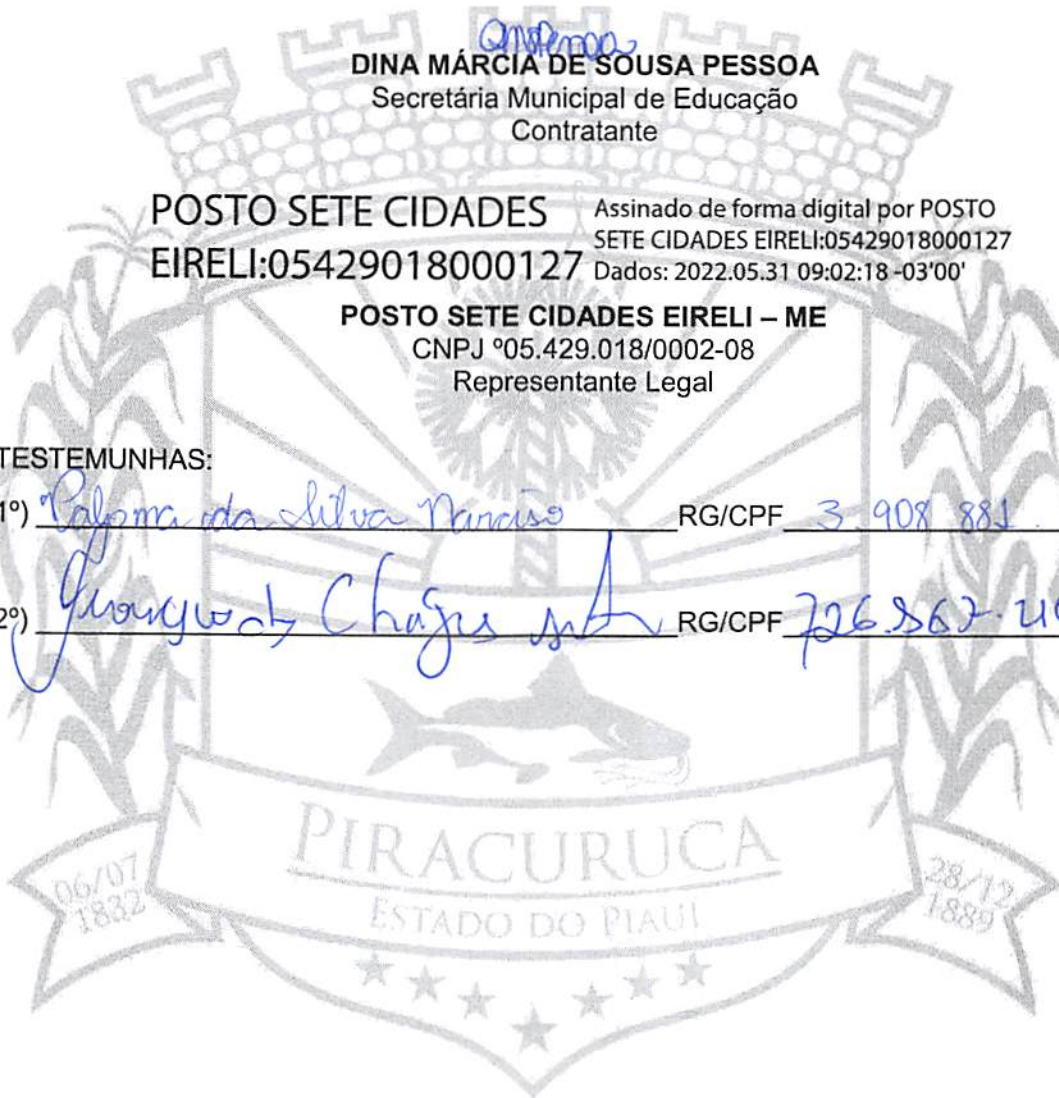 DINA MÁRCIA DE SOUSA PESSOA
Secretária Municipal de Educação
Contratante
POSTO SETE CIDADES
EIRELI:05429018000127
Assinado de forma digital por POSTO
SETE CIDADES EIRELI:05429018000127
Dados: 2022.05.31 09:02:18 -03'00'
POSTO SETE CIDADES EIRELI – ME
CNPJ º05.429.018/0002-08
Representante Legal
TESTEMUNHAS:
1º) Paloma da Silva Narciso RG/CPF 3.908 881.
2º) Chagas RG/CPF 726.867.
PIRACURUCA
ESTADO DO PIAUI
06/07
1832
28/12
1889